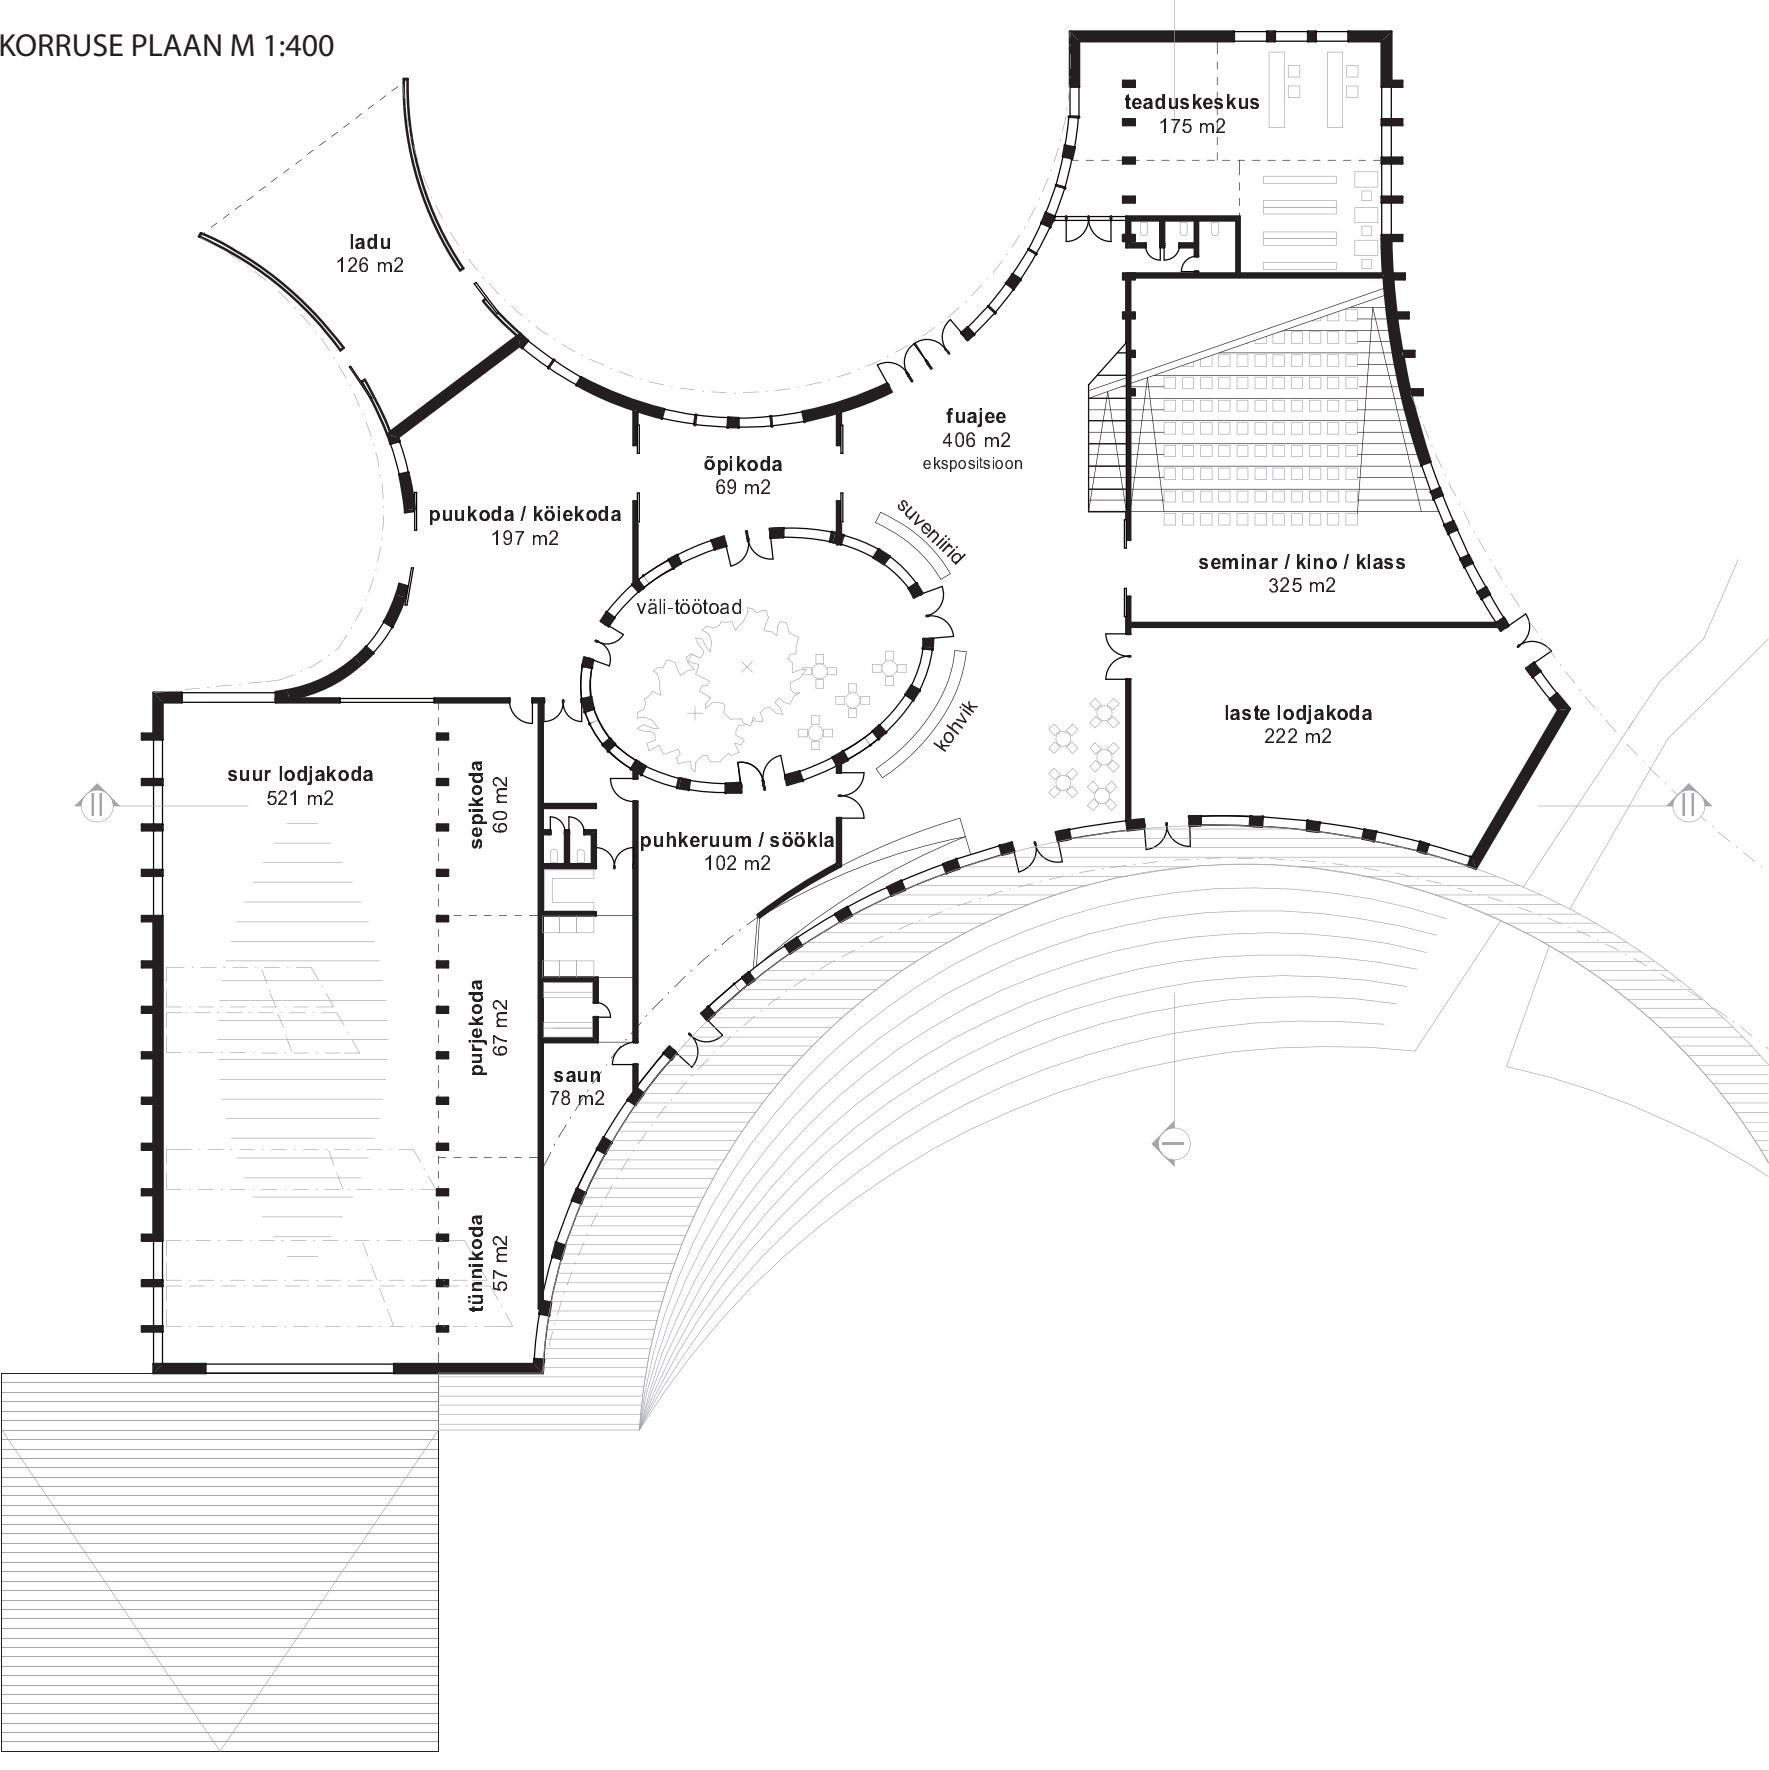 KORRUSE PLAAN M 1:400
teaduskeskus
175 m2
ladu
126 m2
fuajee
406 m2
ekspositsioon
õpikoda
69 m2
puukoda / köiekoda
197 m2
suveniirid
seminar / kino / klass
325 m2
väli-töötoad
kohvik
laste lodjakoda
222 m2
suur lodjakoda
521 m2
sepikoda
60 m2
puhkeruum / söökla
102 m2
purjekoda
67 m2
saun
78 m2
tünnikoda
57 m2
II
II
I